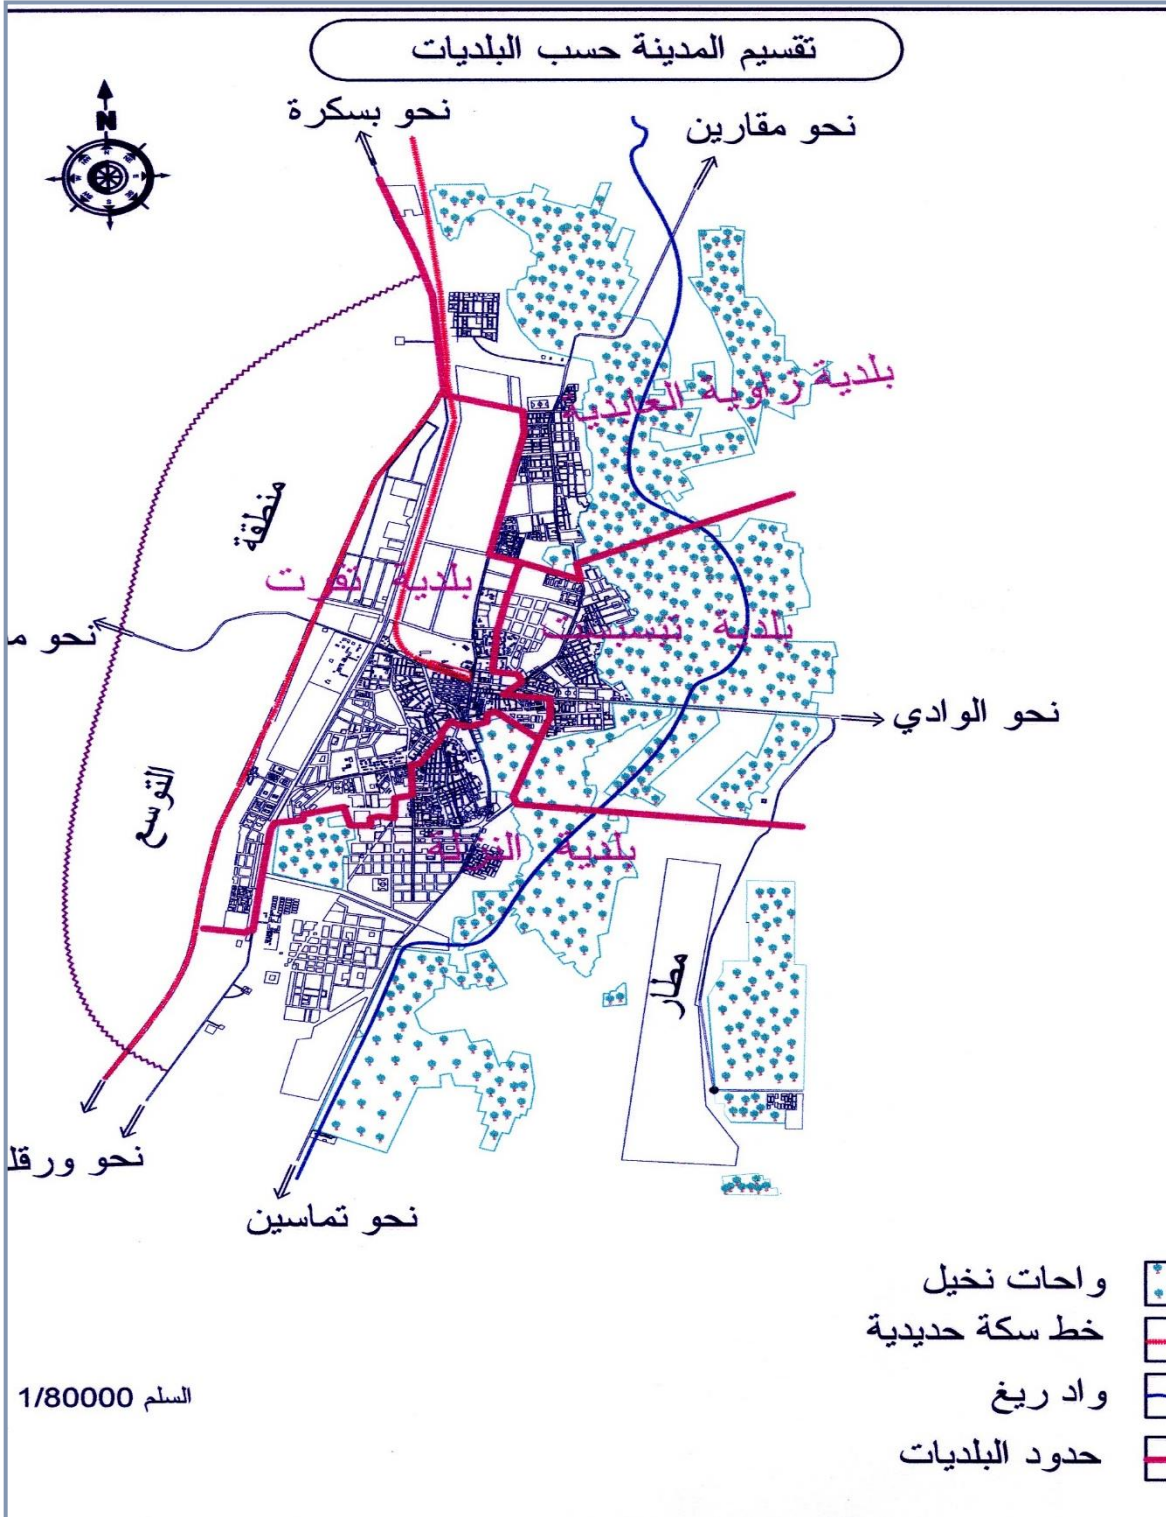 تقسيم المدينة حسب البلديات
N
نحو بسكرة
نحو مقارين
بلدية زاوية العابدية
منطقة
بلدية تقرت
بلدية تبسبست
نحو
نحو الوادي
التوسع
بلدية النزلة
مطار
نحو ورقلـ
نحو تماسين
واحات نخيل
خط سكة حديدية
واد ريغ
حدود البلديات
السلم 1/80000